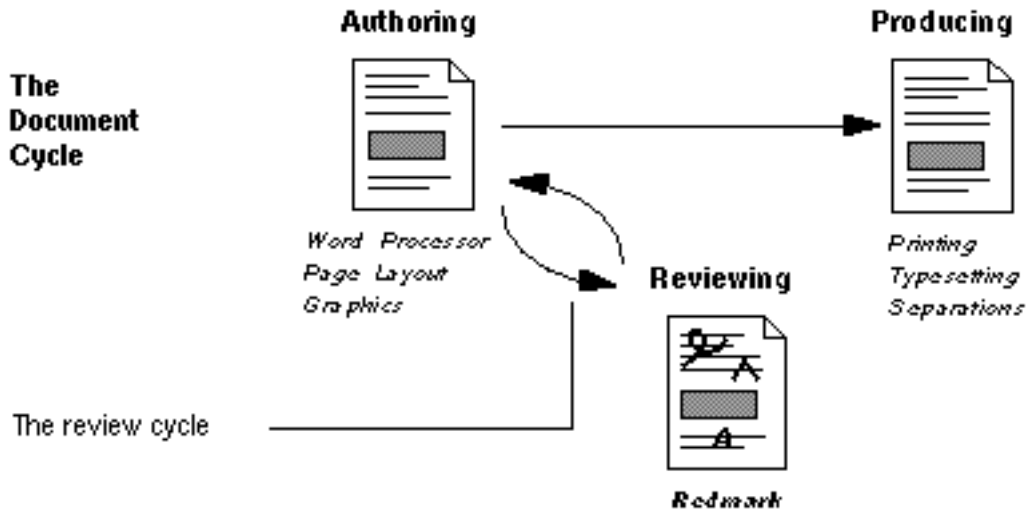 Authoring
Producing
The
Document
Cycle
Word Processor
Page Layout
Graphics
Printing
Typesetting
Separations
Reviewing
The review cycle
Redmark